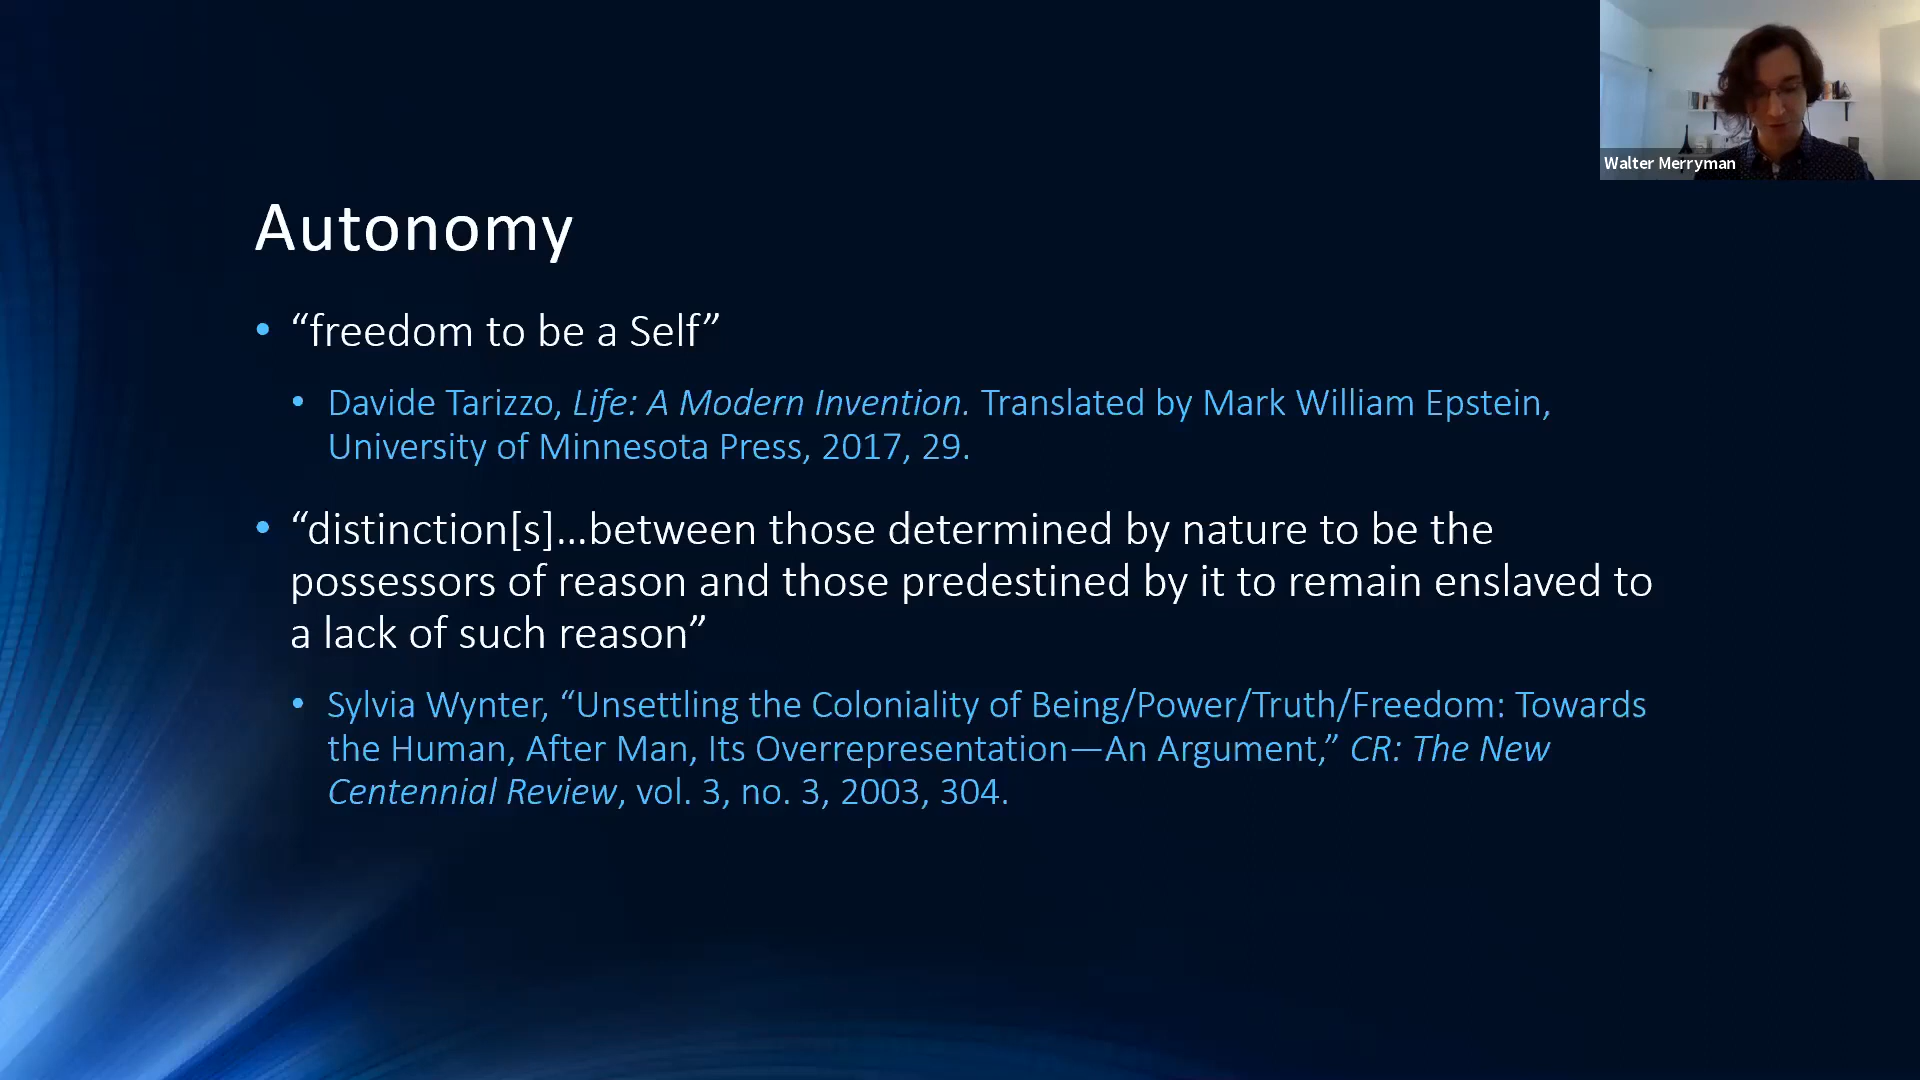 Walter Merryman
Autonomy
• “freedom to be a Self”
• Davide Tarizzo, Life: A Modern Invention. Translated by Mark William Epstein,
University of Minnesota Press, 2017, 29.
• “distinction[s]...between those determined by nature to be the
possessors of reason and those predestined by it to remain enslaved to
a lack of such reason”
• Sylvia Wynter, “Unsettling the Coloniality of Being/Power/Truth/Freedom: Towards
the Human, After Man, Its Overrepresentation—An Argument,” CR: The New
Centennial Review, vol. 3, no. 3, 2003, 304.